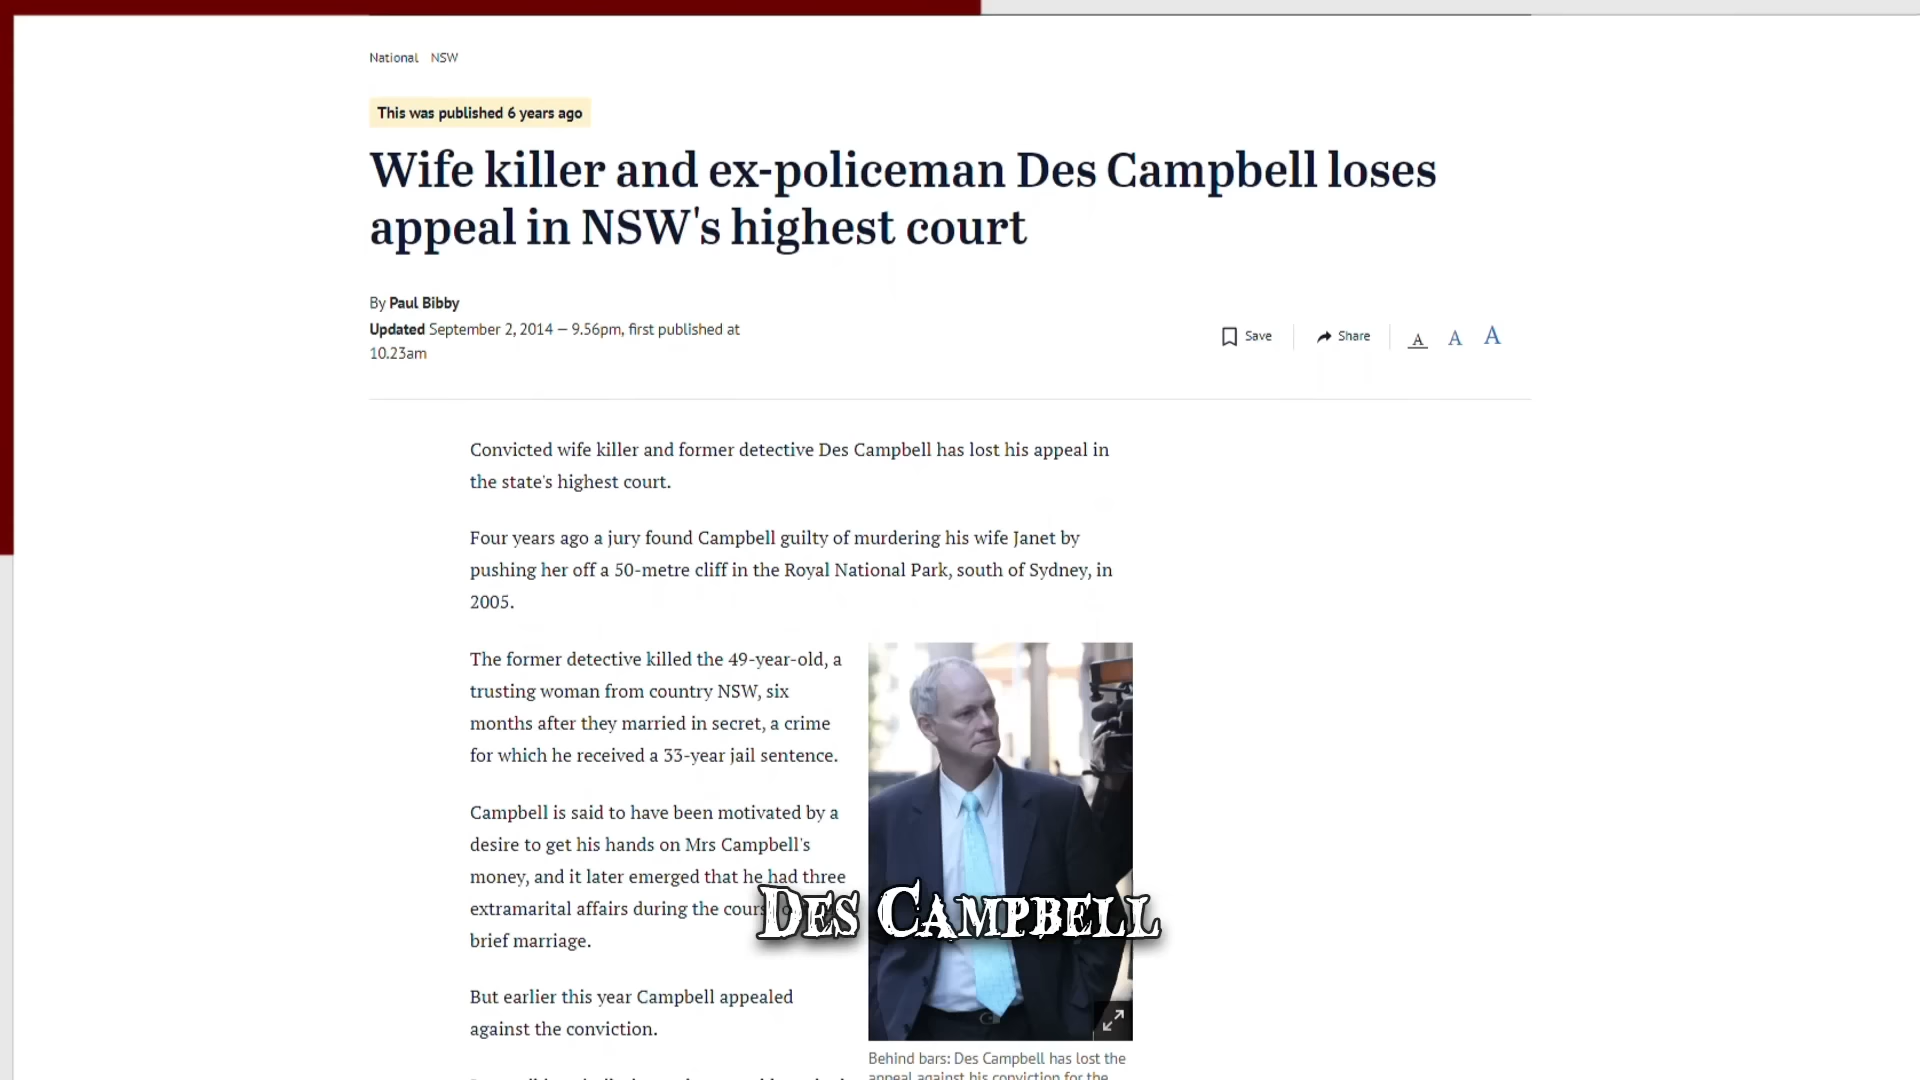 National NSW
This was published 6 years ago
Wife killer and ex-policeman Des Campbell loses
appeal in NSW's highest court
By Paul Bibby
Updated September 2, 2014 — 9.56pm, first published at
10.23am
Save Share A A A
Convicted wife killer and former detective Des Campbell has lost his appeal in
the state's highest court.
Four years ago a jury found Campbell guilty of murdering his wife Janet by
pushing her off a 50-metre cliff in the Royal National Park, south of Sydney, in
2005.
The former detective killed the 49-year-old, a
trusting woman from country NSW, six
months after they married in secret, a crime
for which he received a 33-year jail sentence.
Campbell is said to have been motivated by a
desire to get his hands on Mrs Campbell's
money, and it later emerged that he had three
extramarital affairs during the
brief marriage.
But earlier this year Campbell appealed
against the conviction.
Des Campbell
Behind bars: Des Campbell has lost the
appeal against his conviction for the